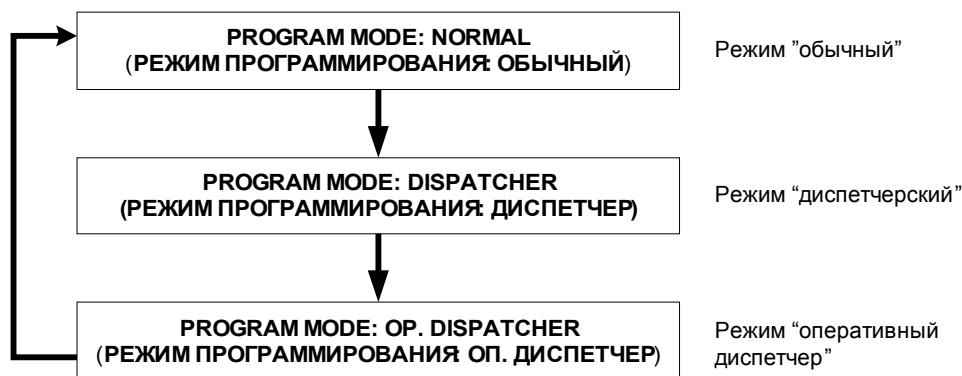 PROGRAM MODE: NORMAL
(РЕЖИМ ПРОГРАММИРОВАНИЯ: ОБЫЧНЫЙ)
Режим ”обычный”
PROGRAM MODE: DISPATCHER
(РЕЖИМ ПРОГРАММИРОВАНИЯ: ДИСПЕТЧЕР)
Режим “диспетчерский”
PROGRAM MODE: OP. DISPATCHER
(РЕЖИМ ПРОГРАММИРОВАНИЯ: ОП. ДИСПЕТЧЕР)
Режим “оперативный
диспетчер”